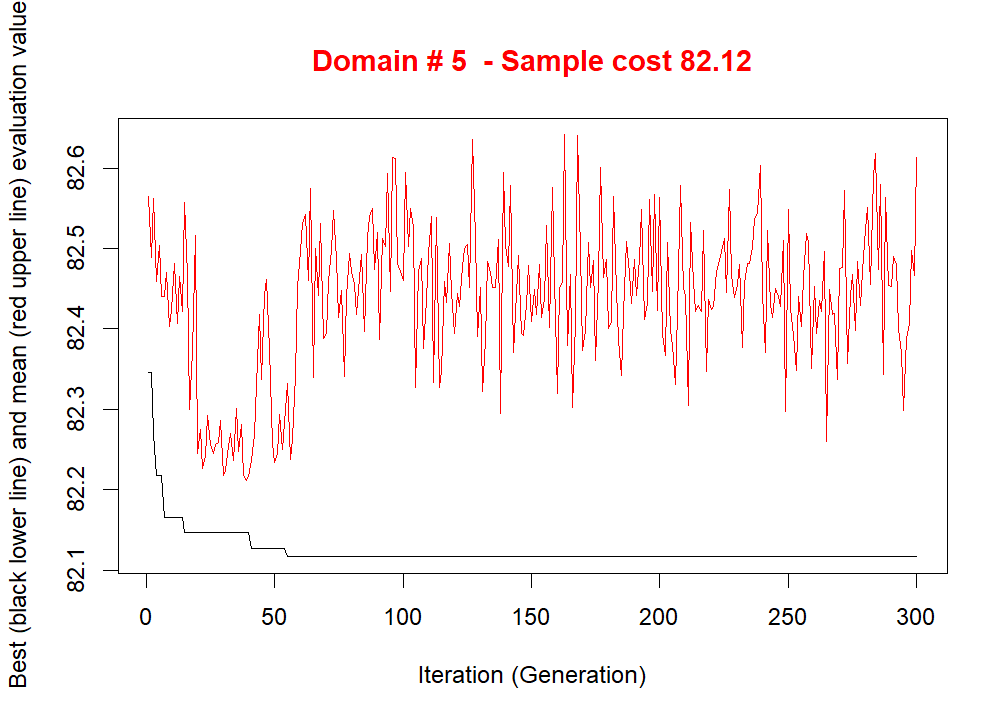 Domain # 5  - Sample cost 82.12
Best (black lower line) and mean (red upper line) evaluation value
82.6
82.5
82.4
82.3
82.2
82.1
0 50 100 150 200 250 300
Iteration (Generation)